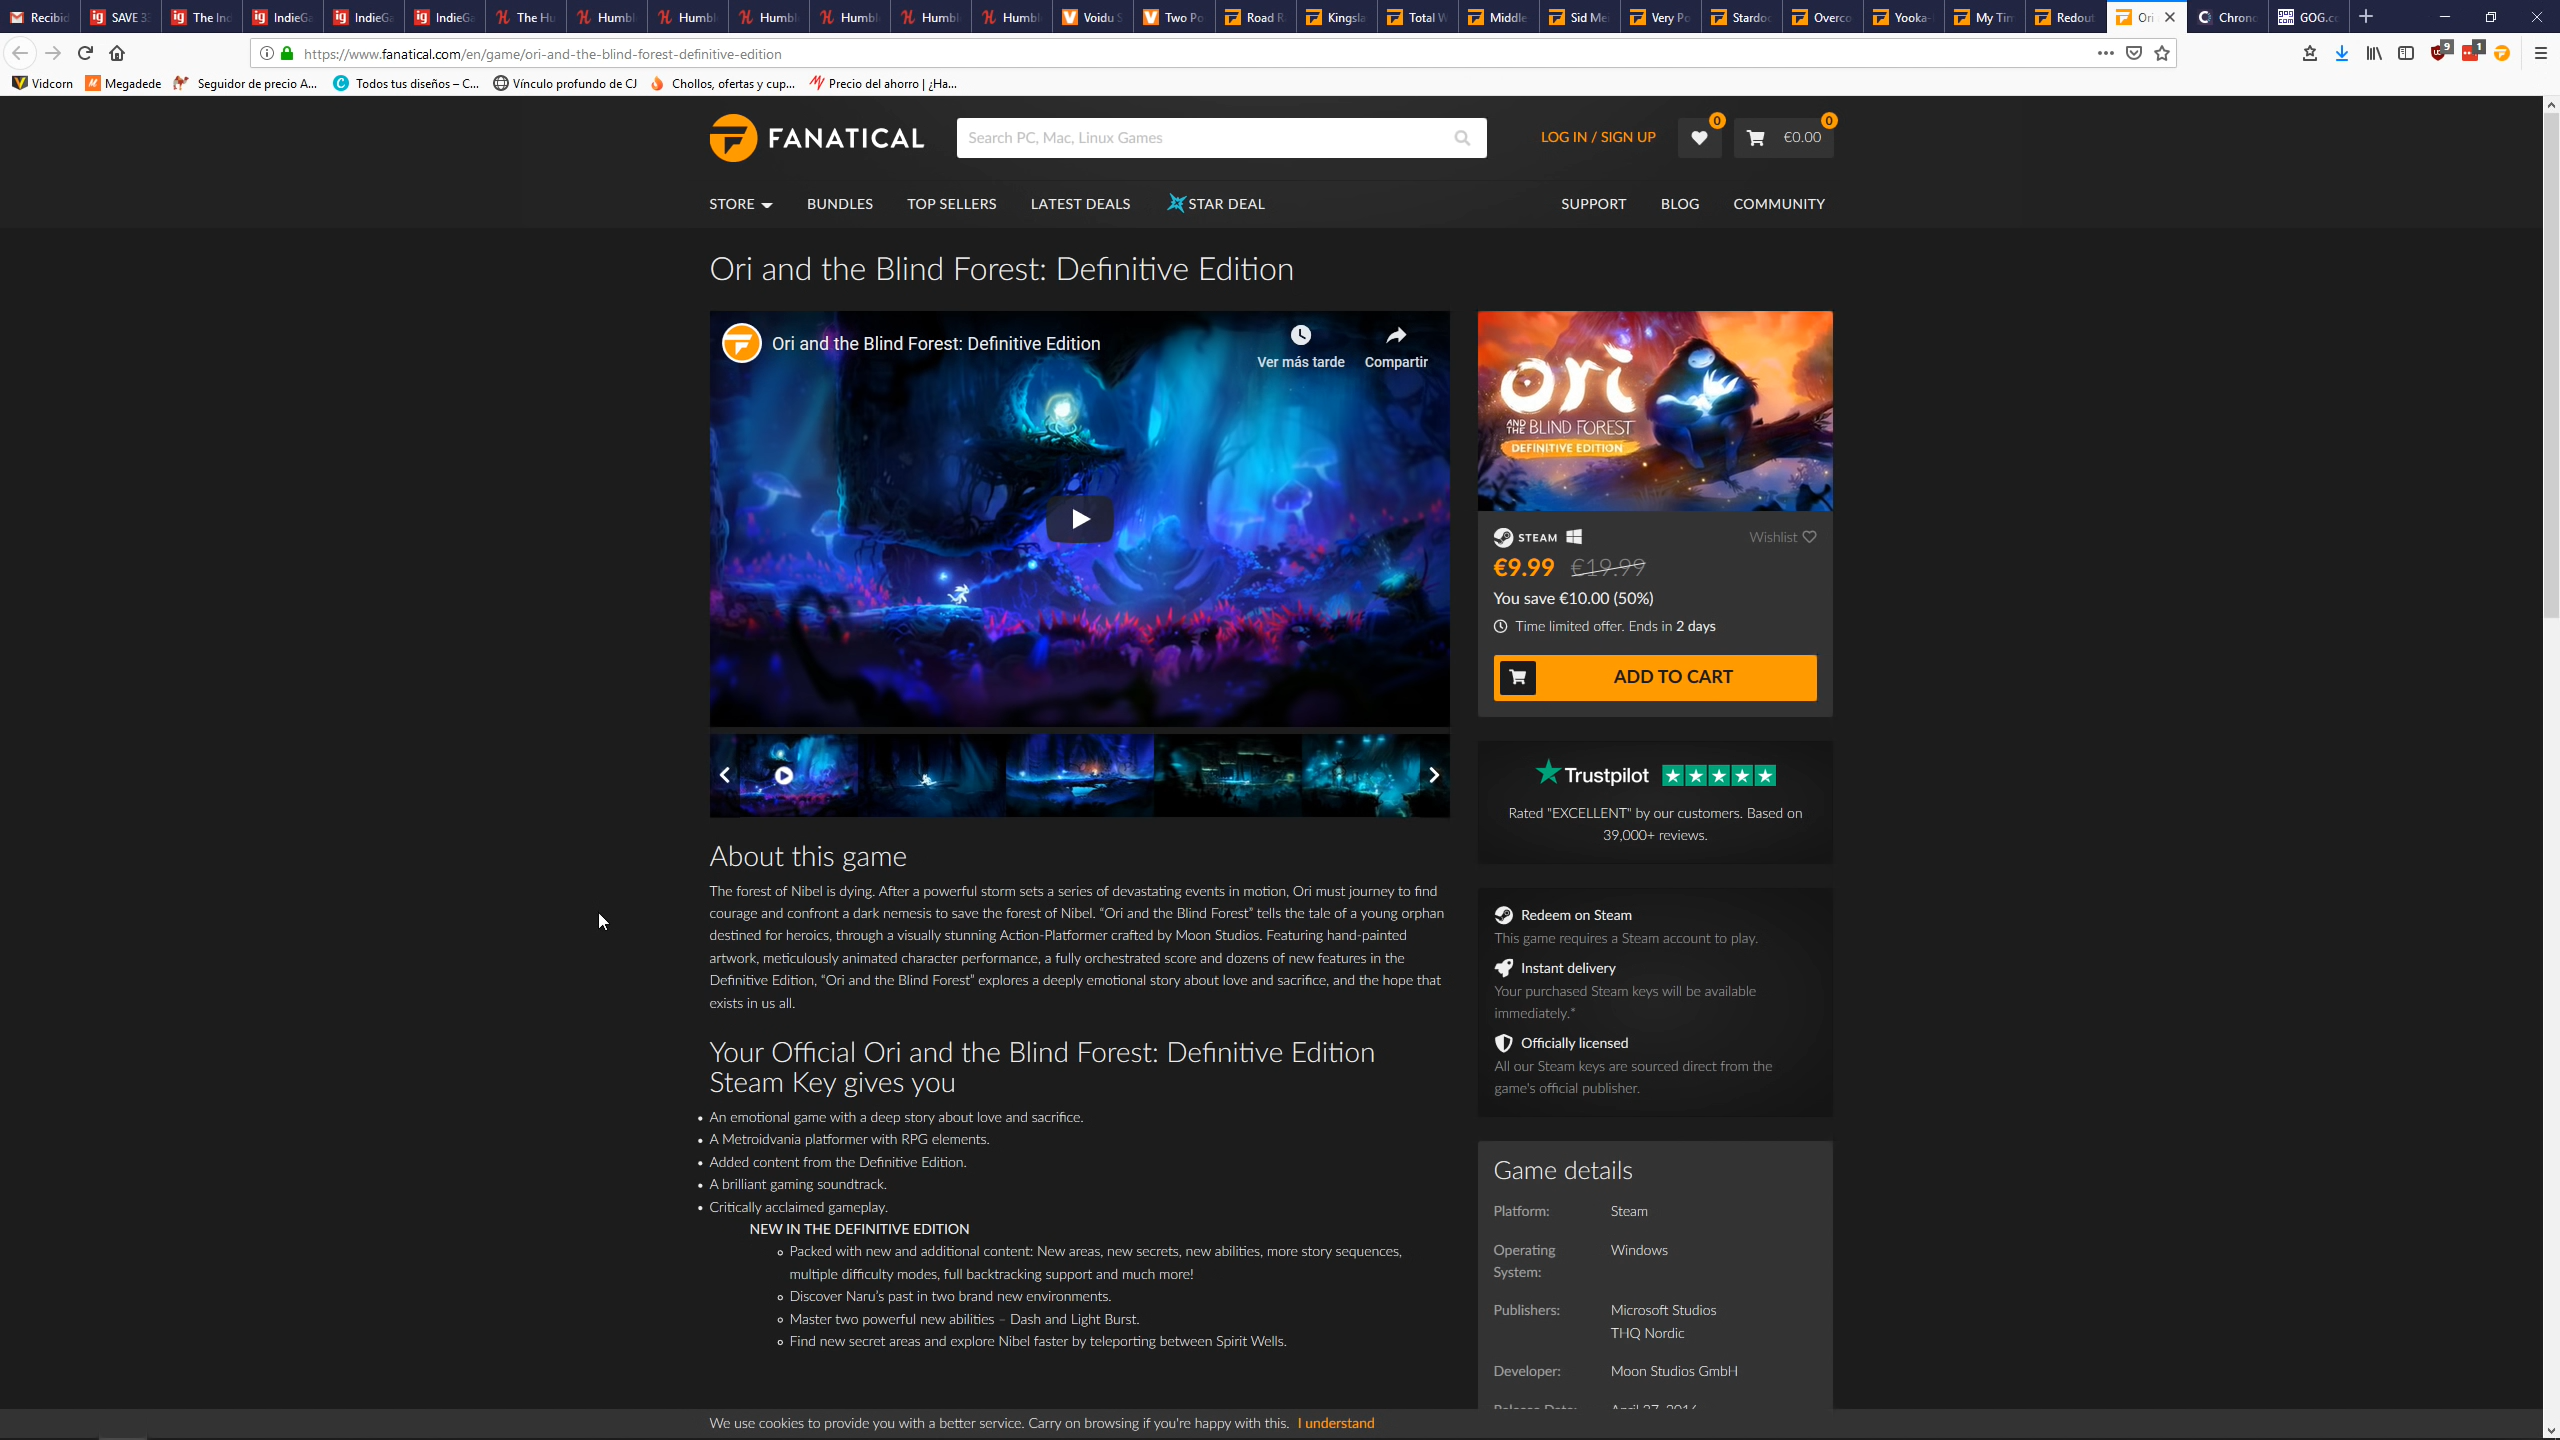 Recibid
SAVE 3
The Ind
IndieGa
IndieGa
IndieGa
The Hu
Humbl
Humbl
Humbl
Humbl
Humbl
Humbl
Voidu S
Two Po
Road R
Kingsla
Total W
Middle
Sid Mei
Very Po
Stardoc
Overco
Yooka-
My Tim
Redout
Ori
Chrono
GOG.co
https://www.fanatical.com/en/game/ori-and-the-blind-forest-definitive-edition
9
1
Vidcorn
Megadede
Seguidor de precio A...
Todos tus diseños – C...
Vínculo profundo de CJ
Chollos, ofertas y cup...
Precio del ahorro | ¿Ha...
FANATICAL
Search PC, Mac, Linux Games
LOG IN / SIGN UP
0
€0.00
0
STORE
BUNDLES
TOP SELLERS
LATEST DEALS
STAR DEAL
SUPPORT
BLOG
COMMUNITY
Ori and the Blind Forest: Definitive Edition
Ori and the Blind Forest: Definitive Edition
Ver más tarde
Compartir
ori
AND THE BLIND FOREST
DEFINITIVE EDITION
STEAM
Wishlist
€9.99 €19.99
You save €10.00 (50%)
Time limited offer. Ends in 2 days
ADD TO CART
Trustpilot
Rated "EXCELLENT" by our customers. Based on
39,000+ reviews.
About this game
The forest of Nibel is dying. After a powerful storm sets a series of devastating events in motion, Ori must journey to find
courage and confront a dark nemesis to save the forest of Nibel. “Ori and the Blind Forest” tells the tale of a young orphan
destined for heroics, through a visually stunning Action-Platformer crafted by Moon Studios. Featuring hand-painted
artwork, meticulously animated character performance, a fully orchestrated score and dozens of new features in the
Definitive Edition, “Ori and the Blind Forest” explores a deeply emotional story about love and sacrifice, and the hope that
exists in us all.
Redeem on Steam
This game requires a Steam account to play.
Instant delivery
Your purchased Steam keys will be available
immediately.*
Officially licensed
All our Steam keys are sourced direct from the
game's official publisher.
Your Official Ori and the Blind Forest: Definitive Edition
Steam Key gives you
• An emotional game with a deep story about love and sacrifice.
• A Metroidvania platformer with RPG elements.
• Added content from the Definitive Edition.
• A brilliant gaming soundtrack.
• Critically acclaimed gameplay.
NEW IN THE DEFINITIVE EDITION
Packed with new and additional content: New areas, new secrets, new abilities, more story sequences,
multiple difficulty modes, full backtracking support and much more!
Discover Naru’s past in two brand new environments.
Master two powerful new abilities – Dash and Light Burst.
Find new secret areas and explore Nibel faster by teleporting between Spirit Wells.
Game details
Platform: Steam
Operating Windows
System:
Publishers: Microsoft Studios
THQ Nordic
Developer: Moon Studios GmbH
Release Date: April 27, 2016
We use cookies to provide you with a better service. Carry on browsing if you're happy with this. I understand